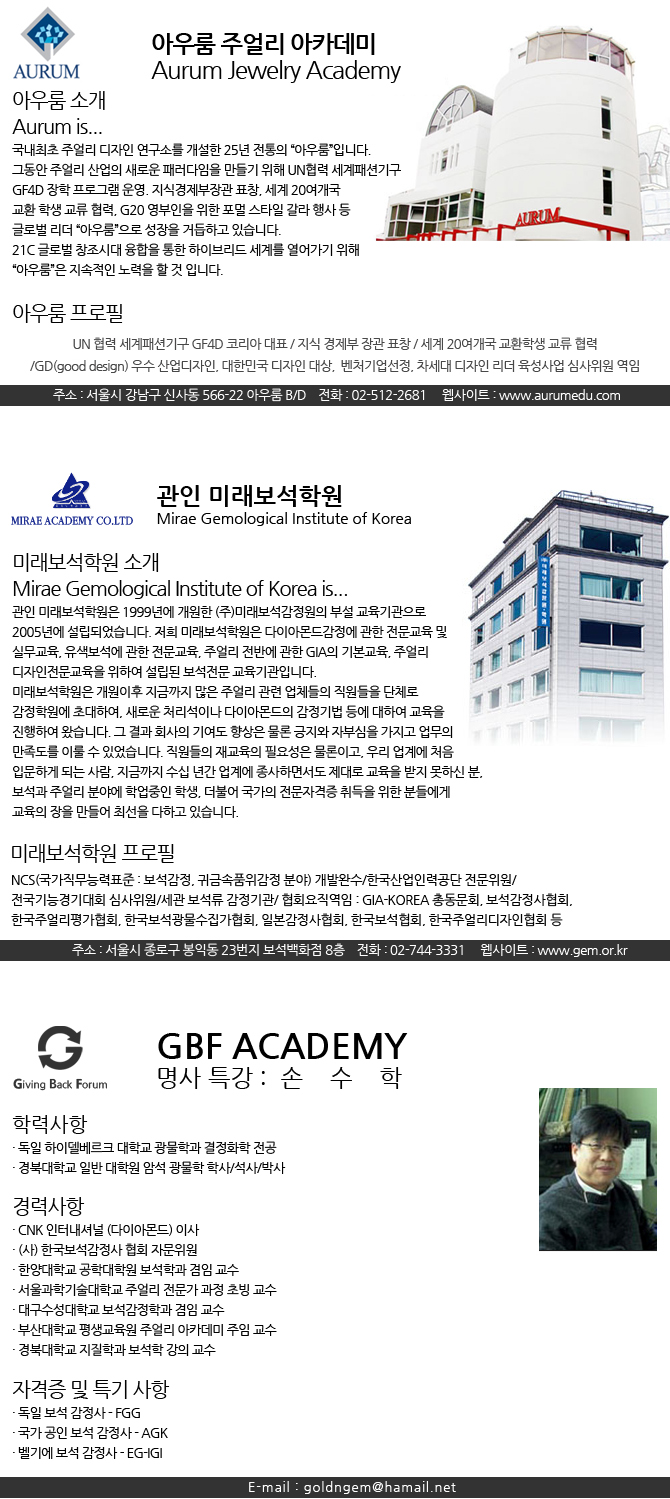 AURUM
아우룸 주얼리 아카데미
Aurum Jewelry Academy
아우룸 소개
Aurum is...
국내최초 주얼리 디자인 연구소를 개설한 25년 전통의 “아우룸”입니다.
그동안 주얼리 산업의 새로운 패러다임을 만들기 위해 UN협력 세계패션기구
GF4D 장학 프로그램 운영. 지식경제부장관 표창, 세계 20여개국
교환 학생 교류 협력, G20 영부인을 위한 포멀 스타일 갈라 행사 등
글로벌 리더 “아우룸”으로 성장을 거듭하고 있습니다.
21C 글로벌 창조시대 융합을 통한 하이브리드 세계를 열어가기 위해
“아우룸”은 지속적인 노력을 할 것 입니다.
AURUM
아우룸 프로필
UN 협력 세계패션기구 GF4D 코리아 대표 / 지식 경제부 장관 표창 / 세계 20여개국 교환학생 교류 협력
/GD(good design) 우수 산업디자인, 대한민국 디자인 대상, 벤처기업선정, 차세대 디자인 리더 육성사업 심사위원 역임
주소 : 서울시 강남구 신사동 566-22 아우룸 B/D 전화 : 02-512-2681 웹사이트 : www.aurumedu.com
MIRAE ACADEMY CO.LTD
관인 미래보석학원
Mirae Gemological Institute of Korea
미래보석학원 소개
Mirae Gemological Institute of Korea is...
관인 미래보석학원은 1999년에 개원한 (주)미래보석감정원의 부설 교육기관으로
2005년에 설립되었습니다. 저희 미래보석학원은 다이아몬드감정에 관한 전문교육 및
실무교육, 유색보석에 관한 전문교육, 주얼리 전반에 관한 GIA의 기본교육, 주얼리
디자인전문교육을 위하여 설립된 보석전문 교육기관입니다.
미래보석학원은 개원이후 지금까지 많은 주얼리 관련 업체들의 직원들을 단체로
감정학원에 초대하여, 새로운 처리석이나 다이아몬드의 감정기법 등에 대하여 교육을
진행하여 왔습니다. 그 결과 회사의 기여도 향상은 물론 긍지와 자부심을 가지고 업무의
만족도를 이룰 수 있었습니다. 직원들의 재교육의 필요성은 물론이고, 우리 업계에 처음
입문하게 되는 사람, 지금까지 수십 년간 업계에 종사하면서도 제대로 교육을 받지 못하신 분,
보석과 주얼리 분야에 학업중인 학생, 더불어 국가의 전문자격증 취득을 위한 분들에게
교육의 장을 만들어 최선을 다하고 있습니다.
미래보석학원 프로필
NCS(국가직무능력표준 : 보석감정, 귀금속품위감정 분야) 개발완수/한국산업인력공단 전문위원/
전국기능경기대회 심사위원/세관 보석류 감정기관/ 협회요직역임 : GIA-KOREA 총동문회, 보석감정사협회,
한국주얼리평가협회, 한국보석광물수집가협회, 일본감정사협회, 한국보석협회, 한국주얼리디자인협회 등
주소 : 서울시 종로구 봉익동 23번지 보석백화점 8층 전화 : 02-744-3331 웹사이트 : www.gem.or.kr
Giving Back Forum
GBF ACADEMY
명사 특강 : 손 수 학
학력사항
· 독일 하이델베르크 대학교 광물학과 결정화학 전공
· 경북대학교 일반 대학원 암석 광물학 학사/석사/박사
경력사항
· CNK 인터내셔널 (다이아몬드) 이사
· (사) 한국보석감정사 협회 자문위원
· 한양대학교 공학대학원 보석학과 겸임 교수
· 서울과학기술대학교 주얼리 전문가 과정 초빙 교수
· 대구수성대학교 보석감정학과 겸임 교수
· 부산대학교 평생교육원 주얼리 아카데미 주임 교수
· 경북대학교 지질학과 보석학 강의 교수
자격증 및 특기 사항
· 독일 보석 감정사 - FGG
· 국가 공인 보석 감정사 - AGK
· 벨기에 보석 감정사 - EG-IGI
E-mail : goldngem@hamail.net